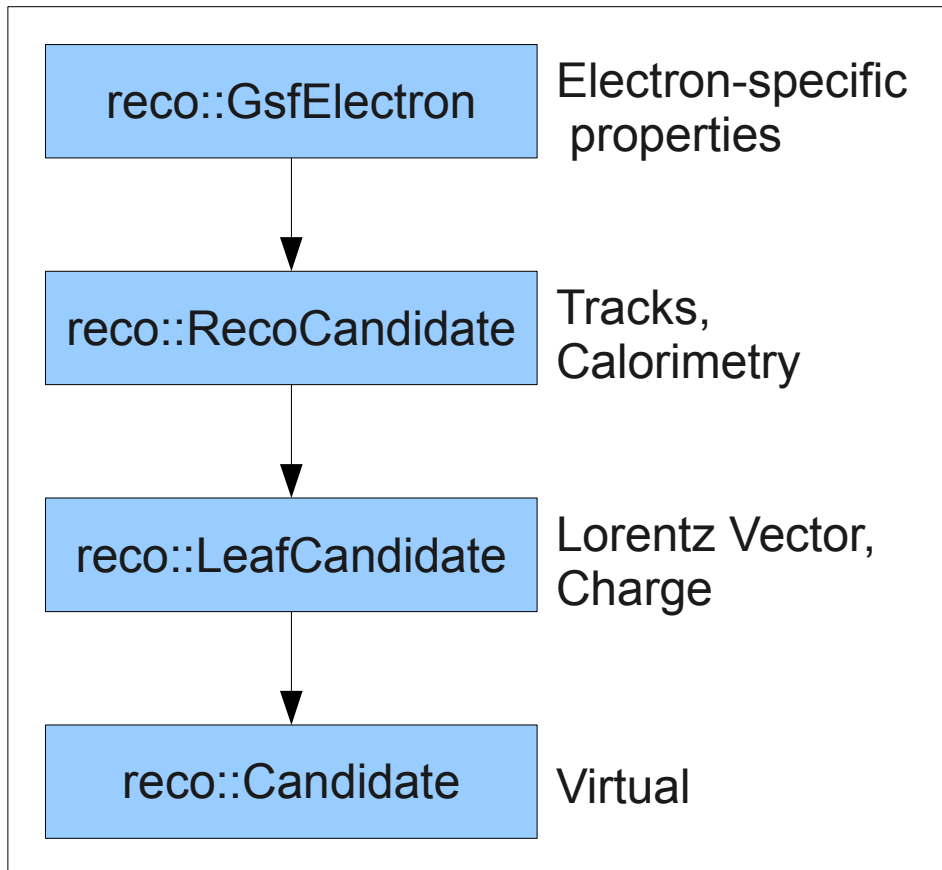 reco::GsfElectron
Electron-specific
properties
reco::RecoCandidate
Tracks,
Calorimetry
reco::LeafCandidate
Lorentz Vector,
Charge
reco::Candidate
Virtual